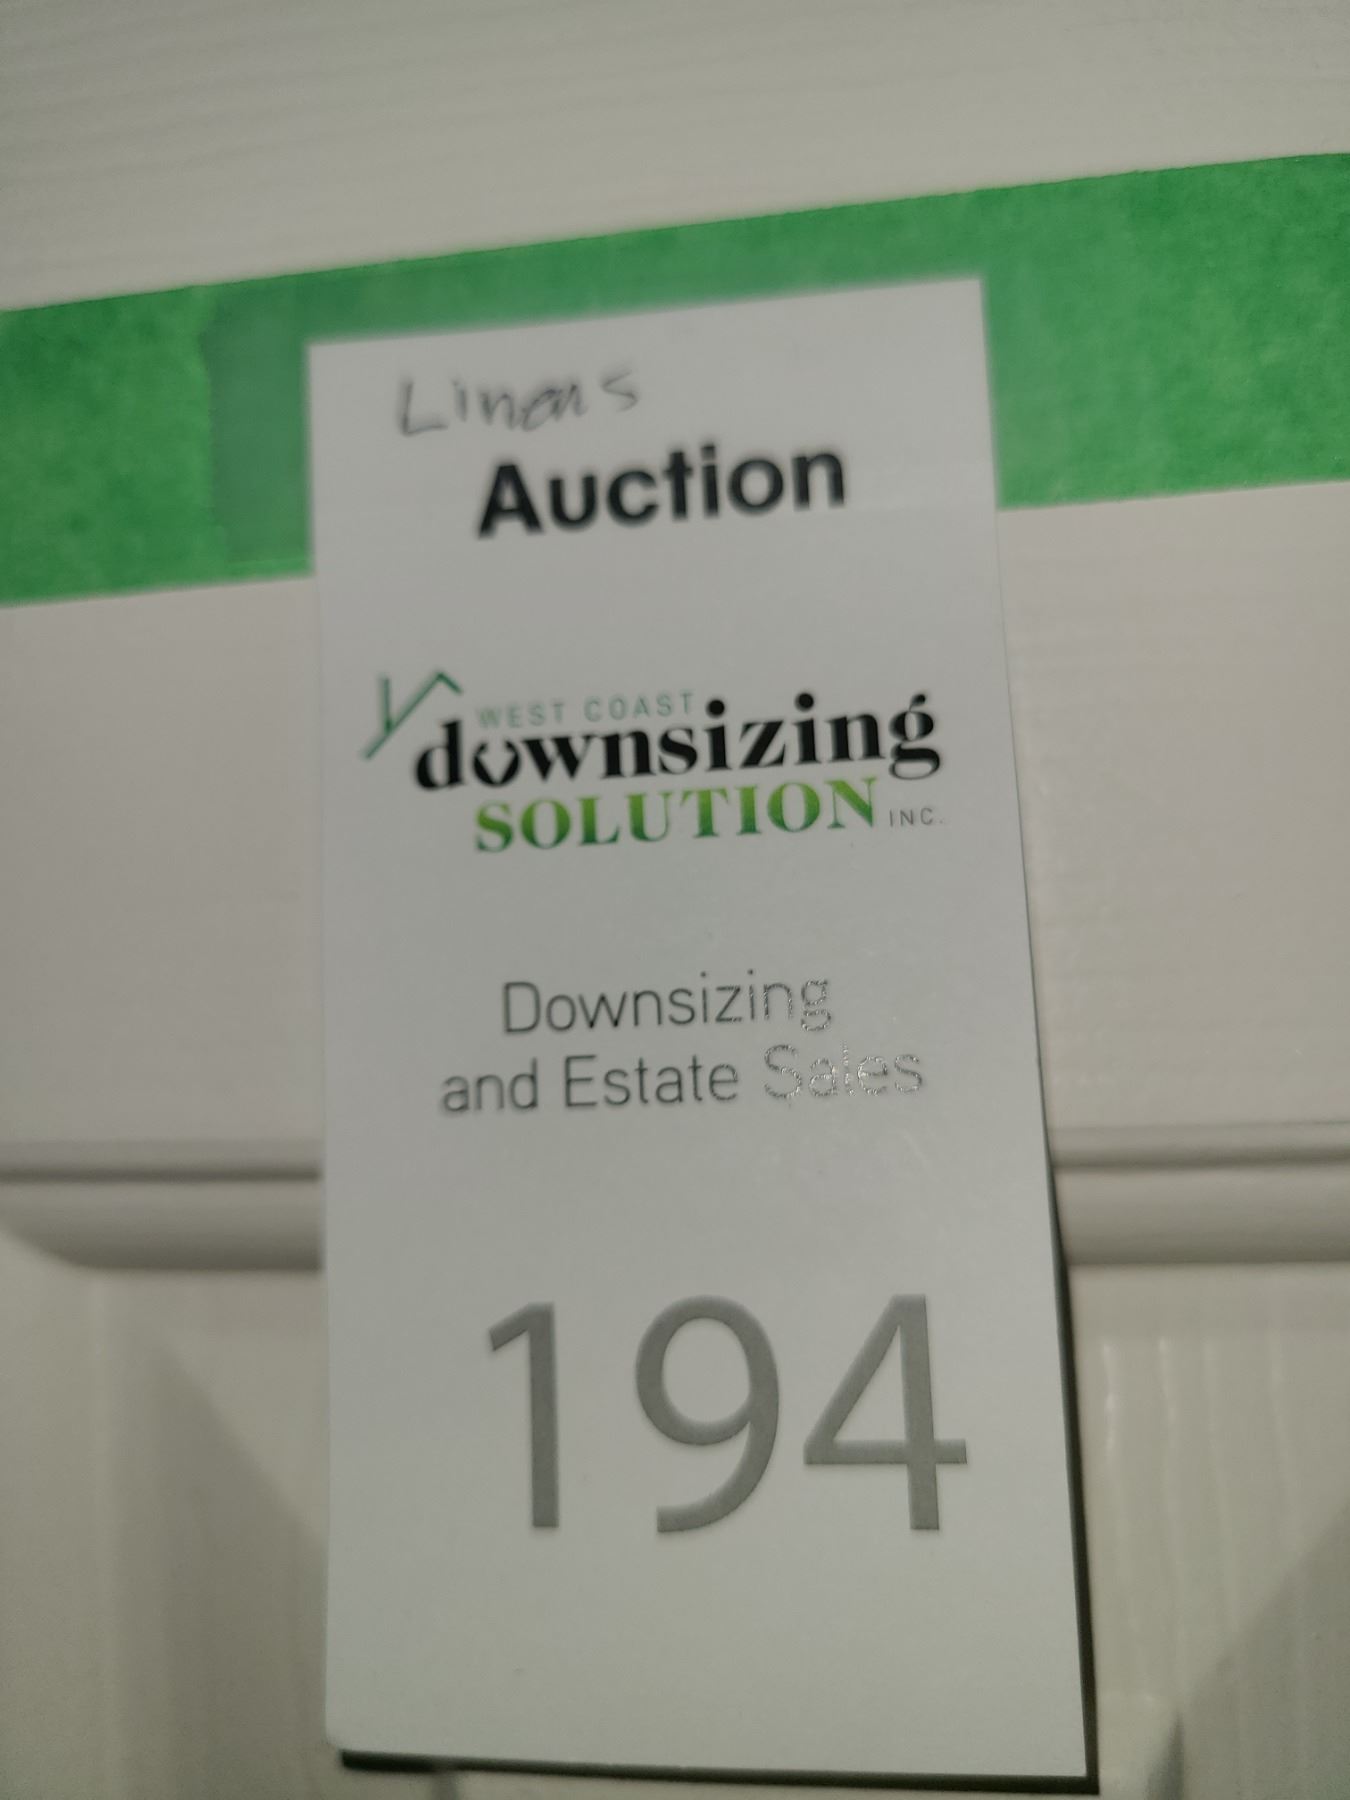 Linens
Auction
WEST COAST
downsizing
SOLUTION INC.
Downsizing
and Estate Sales
194